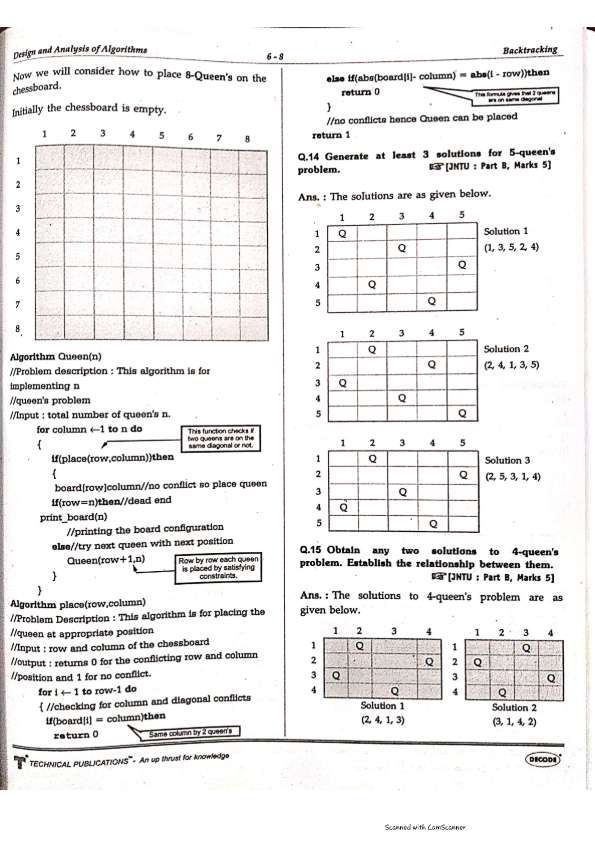 Design and Analysis of Algorithms
6 - 8
Backtracking
Now we will consider how to place 8-Queen's on the
chessboard.
Initially the chessboard is empty.
1 2 3 4 5 6 7 8
1
2
3
4
5
6
7
8
Algorithm Queen(n)
//Problem description : This algorithm is for
implementing n
//queen's problem
//Input : total number of queen's n.
for column ←1 to n do
{
This function checks if
two queens are on the
same diagonal or not.
if(place(row,column))then
{
board[row]column//no conflict so place queen
if(row=n)then//dead end
print_board(n)
//printing the board configuration
else//try next queen with next position
Queen(row+1,n)
Row by row each queen
is placed by satisfying
constraints.
}
}
Algorithm place(row,column)
//Problem Description : This algorithm is for placing the
//queen at appropriate position
//Input : row and column of the chessboard
//output : returns 0 for the conflicting row and column
//position and 1 for no conflict.
for i ← 1 to row-1 do
{ //checking for column and diagonal conflicts
if(board[i] = column)then
return 0
Same column by 2 queen's
else if(abs(board[i]- column) = abs(i - row))then
return 0
This formula gives that 2 queens
are on same diagonal
}
//no conflicts hence Queen can be placed
return 1
Q.14 Generate at least 3 solutions for 5-queen's
problem.
☞ [JNTU : Part B, Marks 5]
Ans. : The solutions are as given below.
1 2 3 4 5
1 Q
2 Q
3 Q
4 Q
5 Q
Solution 1
(1, 3, 5, 2, 4)
1 2 3 4 5
1 Q
2 Q
3 Q
4 Q
5 Q
Solution 2
(2, 4, 1, 3, 5)
1 2 3 4 5
1 Q
2 Q
3 Q
4 Q
5 Q
Solution 3
(2, 5, 3, 1, 4)
Q.15 Obtain any two solutions to 4-queen's
problem. Establish the relationship between them.
☞ [JNTU : Part B, Marks 5]
Ans. : The solutions to 4-queen's problem are as
given below.
1 2 3 4
1 Q
2 Q
3 Q
4 Q
Solution 1
(2, 4, 1, 3)
1 2 3 4
1 Q
2 Q
3 Q
4 Q
Solution 2
(3, 1, 4, 2)
TECHNICAL PUBLICATIONS™- An up thrust for knowledge
DECODE
Scanned with CamScanner